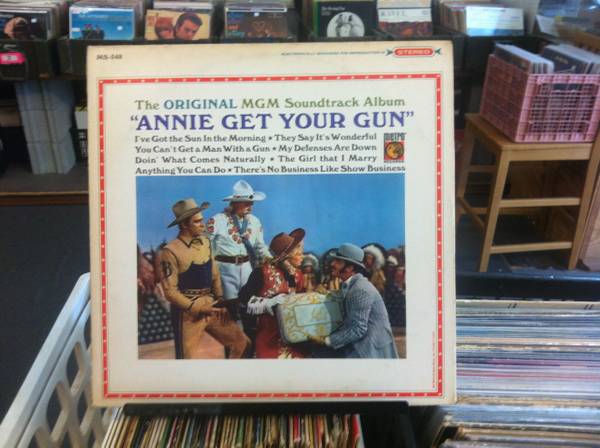 MS-548
STEREO
The ORIGINAL MGM Soundtrack Album
"ANNIE GET YOUR GUN"
I've Got the Sun In the Morning ★ They Say It's Wonderful
You Can't Get a Man With a Gun ★ My Defenses Are Down
Doin' What Comes Naturally ★ The Girl that I Marry
Anything You Can Do ★ There's No Business Like Show Business
metro
RECORDS